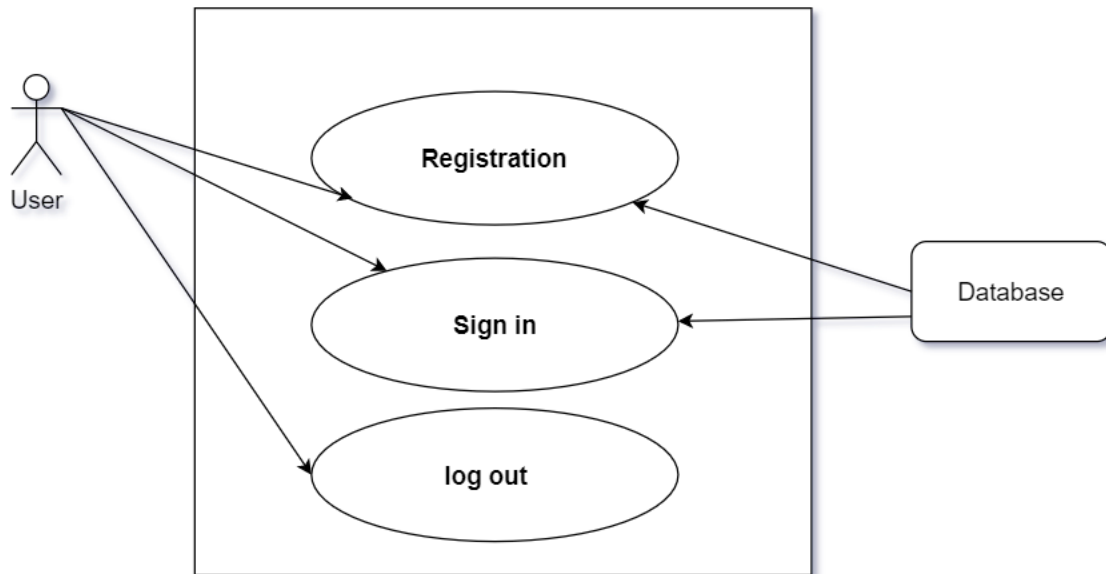 Registration
User
Database
Sign in
log out